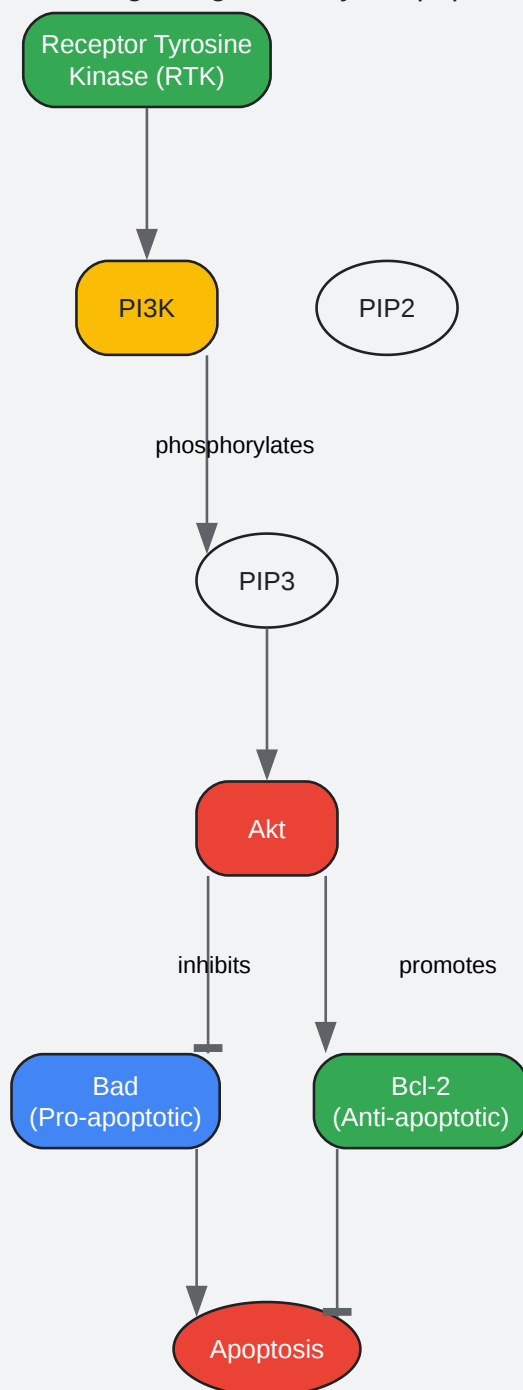 Receptor Tyrosine
Kinase (RTK)
PI3K
PIP2
phosphorylates
PIP3
Akt
inhibits
promotes
Bad
(Pro-apoptotic)
Bcl-2
(Anti-apoptotic)
Apoptosis